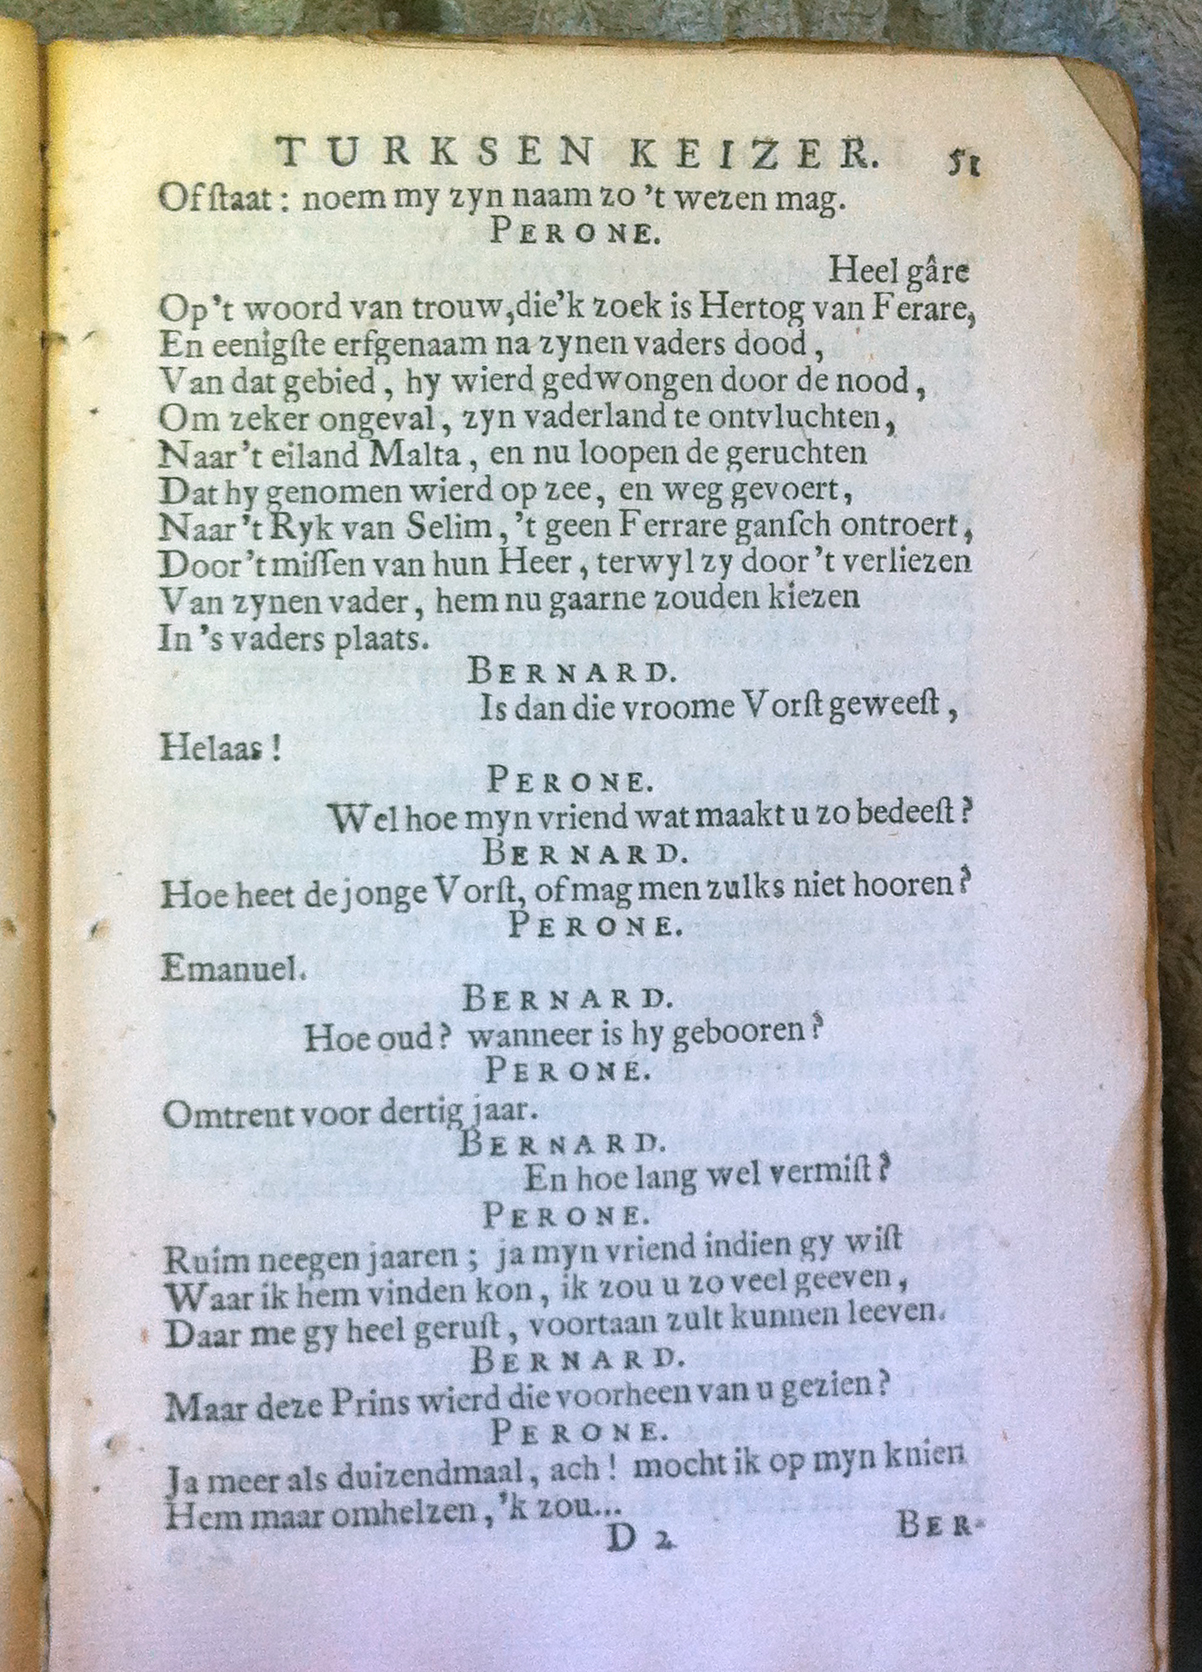 TURKSEN KEIZER. 51
Of ſtaat: noem my zyn naam zo 't wezen mag.
PERONE.
Heel gâre
Op 't woord van trouw, die'k zoek is Hertog van Ferare,
En eenigſte erfgenaam na zynen vaders dood,
Van dat gebied, hy wierd gedwongen door de nood,
Om zeker ongeval, zyn vaderland te ontvluchten,
Naar 't eiland Malta, en nu loopen de geruchten
Dat hy genomen wierd op zee, en weg gevoert,
Naar 't Ryk van Selim, 't geen Ferrare ganſch ontroert,
Door 't miſſen van hun Heer, terwyl zy door 't verliezen
Van zynen vader, hem nu gaarne zouden kiezen
In 's vaders plaats.
BERNARD.
Is dan die vroome Vorſt geweeſt,
Helaas!
PERONE.
Wel hoe myn vriend wat maakt u zo bedeeſt?
BERNARD.
Hoe heet de jonge Vorſt, of mag men zulks niet hooren?
PERONE.
Emanuel.
BERNARD.
Hoe oud? wanneer is hy gebooren?
PERONE.
Omtrent voor dertig jaar.
BERNARD.
En hoe lang wel vermiſt?
PERONE.
Ruim neegen jaaren; ja myn vriend indien gy wiſt
Waar ik hem vinden kon, ik zou u zo veel geeven,
Daar me gy heel geruſt, voortaan zult kunnen leeven.
BERNARD.
Maar deze Prins wierd die voorheen van u gezien?
PERONE.
Ja meer als duizendmaal, ach! mocht ik op myn knien
Hem maar omhelzen, 'k zou...
D 2 BER-